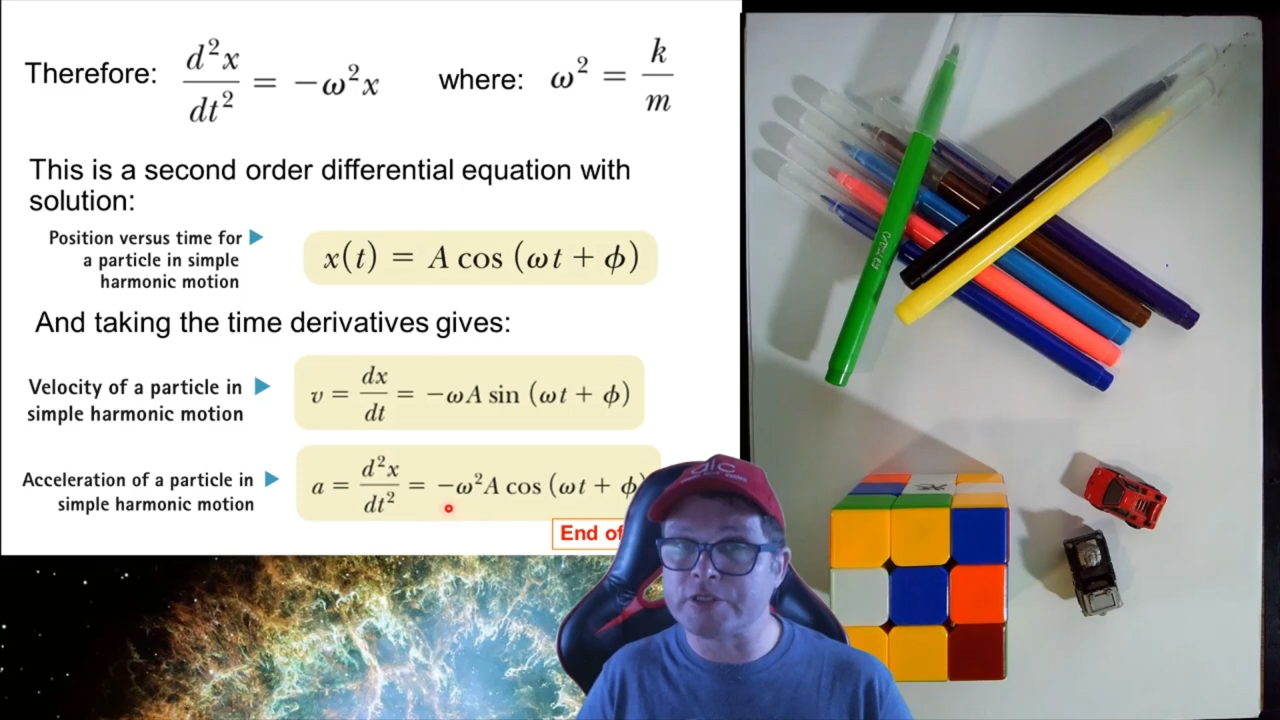 Therefore: d²x/dt² = −ω²x where: ω² = k/m
This is a second order differential equation with
solution:
Position versus time for ▶
a particle in simple
harmonic motion
x(t) = A cos (ωt + ϕ)
And taking the time derivatives gives:
Velocity of a particle in ▶
simple harmonic motion
v = dx/dt = −ωA sin (ωt + ϕ)
Acceleration of a particle in ▶
simple harmonic motion
a = d²x/dt² = −ω²A cos (ωt + ϕ)
End of